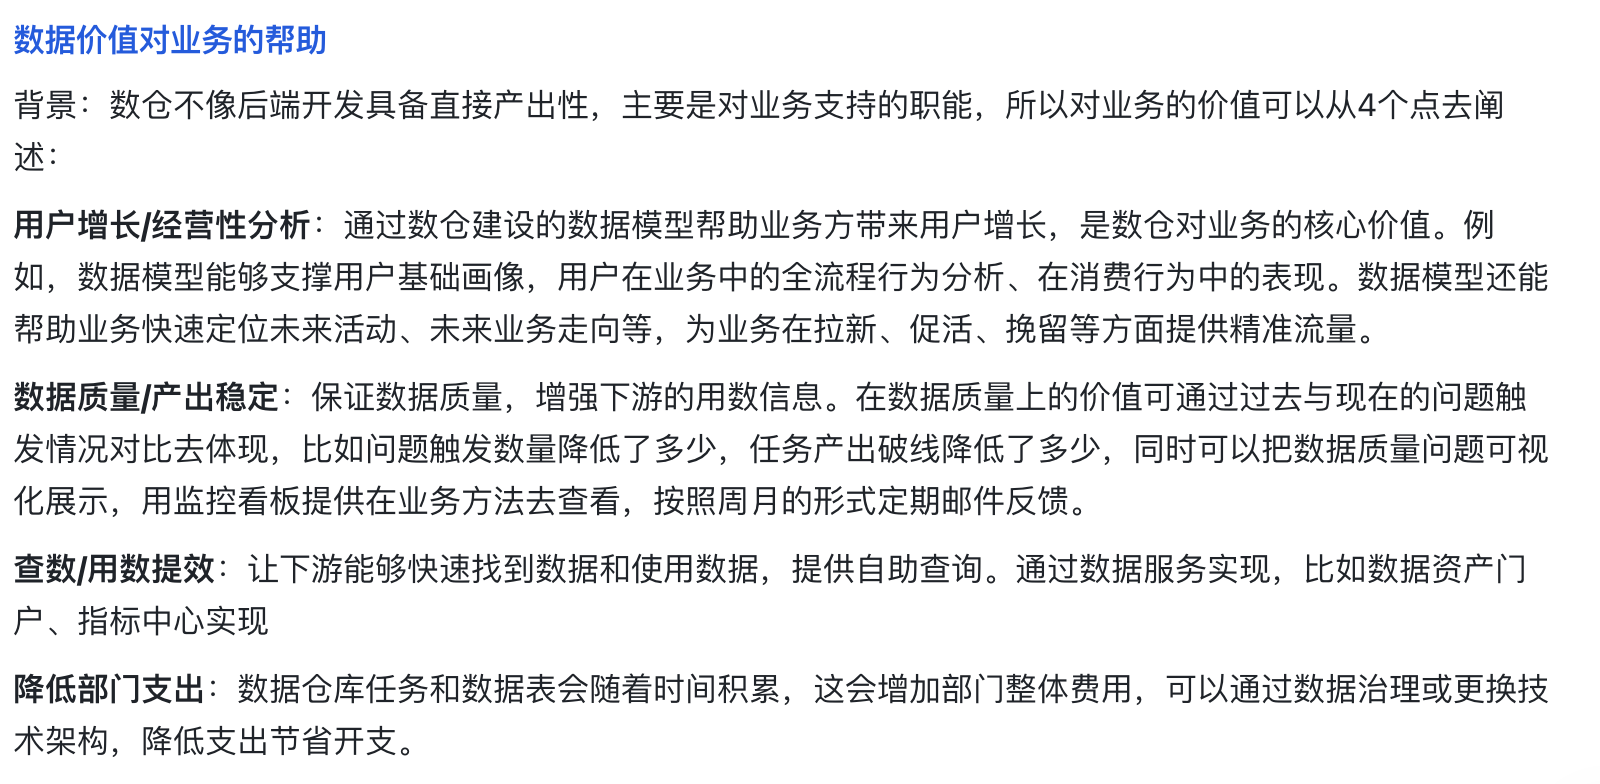 数据价值对业务的帮助
背景：数仓不像后端开发具备直接产出性，主要是对业务支持的职能，所以对业务的价值可以从4个点去阐
述：
用户增长/经营性分析：通过数仓建设的数据模型帮助业务方带来用户增长，是数仓对业务的核心价值。例
如，数据模型能够支撑用户基础画像，用户在业务中的全流程行为分析、在消费行为中的表现。数据模型还能
帮助业务快速定位未来活动、未来业务走向等，为业务在拉新、促活、挽留等方面提供精准流量。
数据质量/产出稳定：保证数据质量，增强下游的用数信息。在数据质量上的价值可通过过去与现在的问题触
发情况对比去体现，比如问题触发数量降低了多少，任务产出破线降低了多少，同时可以把数据质量问题可视
化展示，用监控看板提供在业务方法去查看，按照周月的形式定期邮件反馈。
查数/用数提效：让下游能够快速找到数据和使用数据，提供自助查询。通过数据服务实现，比如数据资产门
户、指标中心实现
降低部门支出：数据仓库任务和数据表会随着时间积累，这会增加部门整体费用，可以通过数据治理或更换技
术架构，降低支出节省开支。